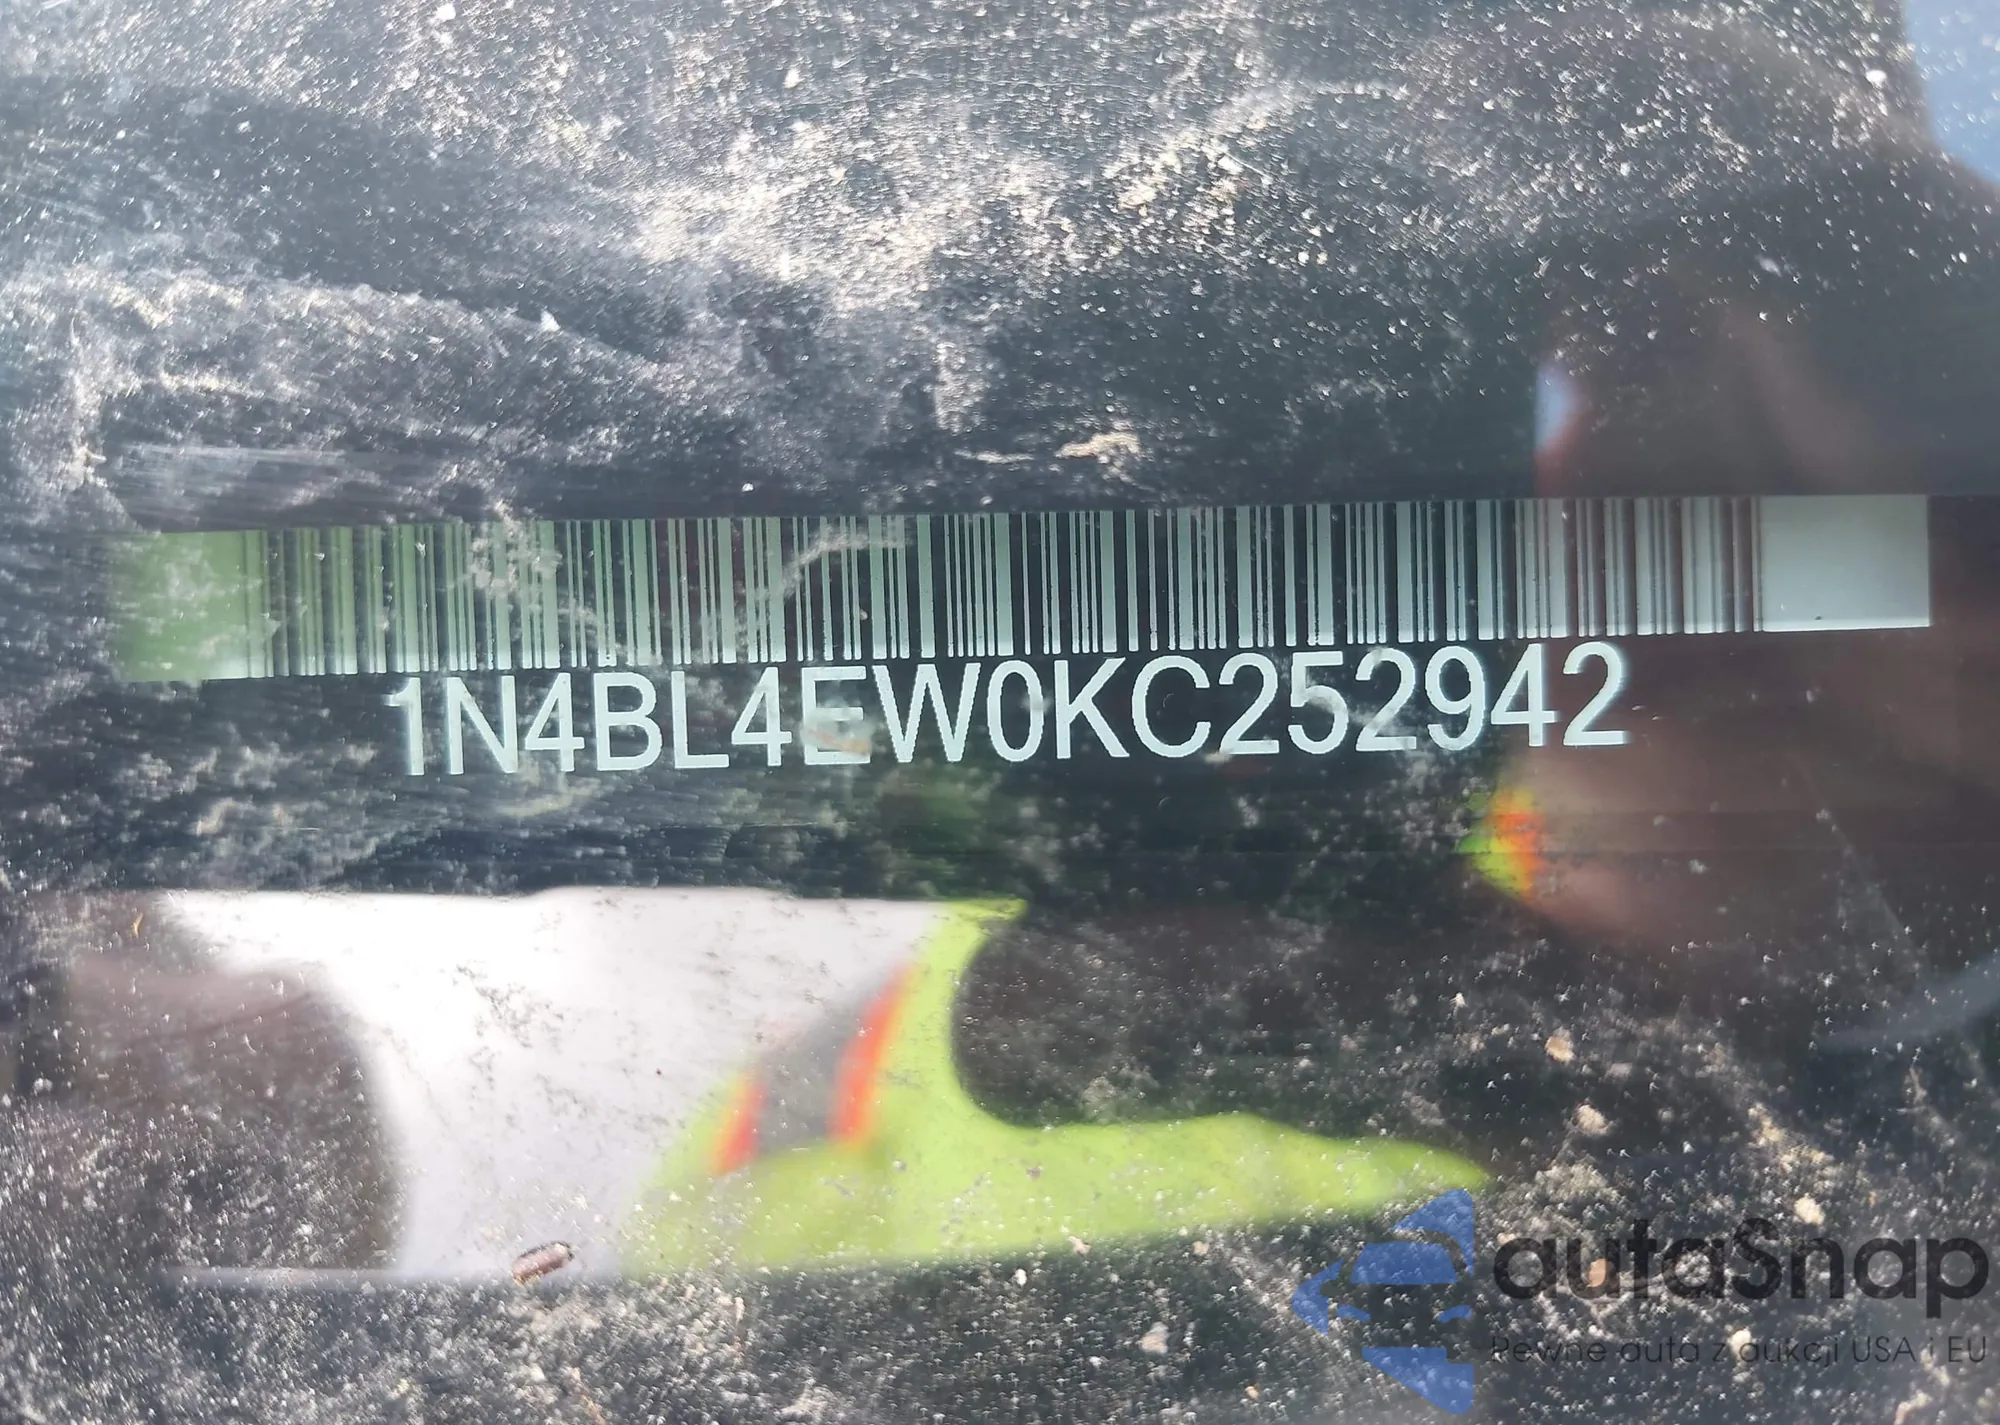 1N4BL4EW0KC252942
autaSnap
Pewne auta z aukcji USA i EU